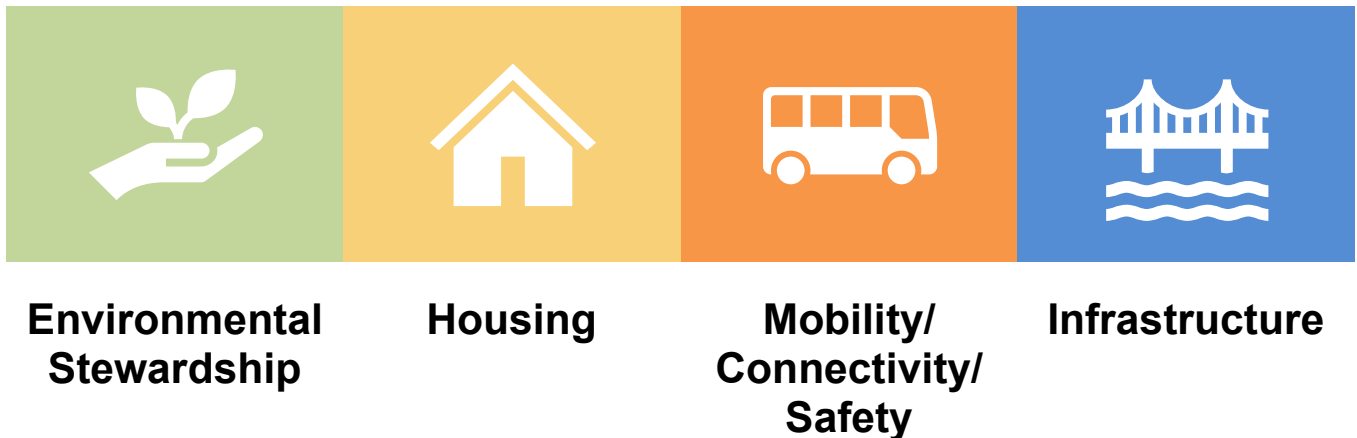 Environmental
Stewardship
Housing
Mobility/
Connectivity/
Safety
Infrastructure